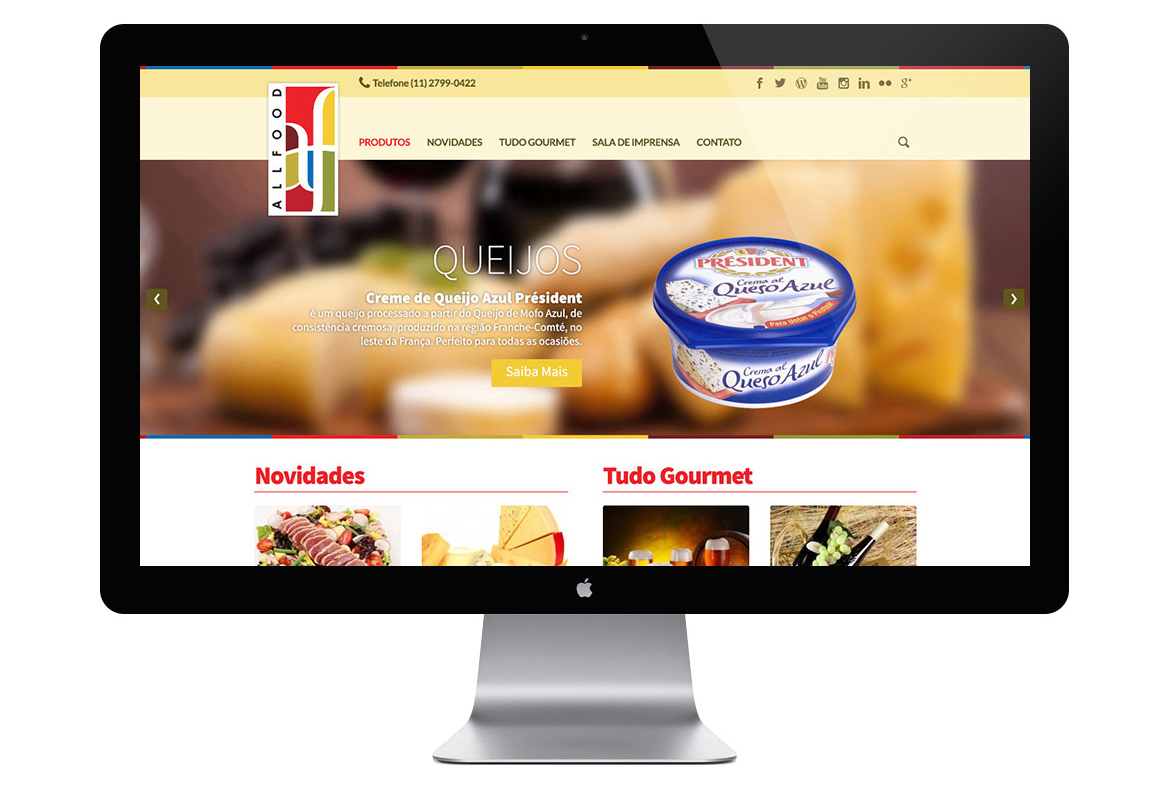 Telefone (11) 2799-0422
ALLFOOD
PRODUTOS NOVIDADES TUDO GOURMET SALA DE IMPRENSA CONTATO
QUEIJOS
Creme de Queijo Azul Président
é um queijo processado a partir do Queijo de Mofo Azul, de
consistência cremosa, produzido na região Franche-Comté, no
leste da França. Perfeito para todas as ocasiões.
Saiba Mais
PRÉSIDENT
Crema al
Queso Azul
Para Untar o Picotear
Crema al
Queso Azul
Novidades Tudo Gourmet